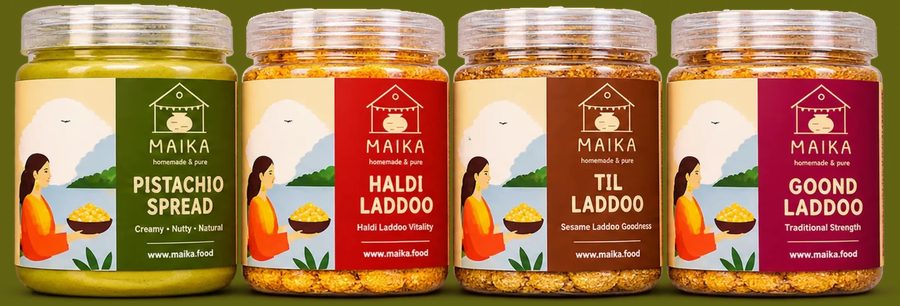 MAIKA
homemade & pure
PISTACHIO
SPREAD
Creamy • Nutty • Natural
www.maika.food
MAIKA
homemade & pure
HALDI
LADDOO
Haldi Laddoo Vitality
www.maika.food
MAIKA
homemade & pure
TIL
LADDOO
Sesame Laddoo Goodness
www.maika.food
MAIKA
homemade & pure
GOOND
LADDOO
Traditional Strength
www.maika.food